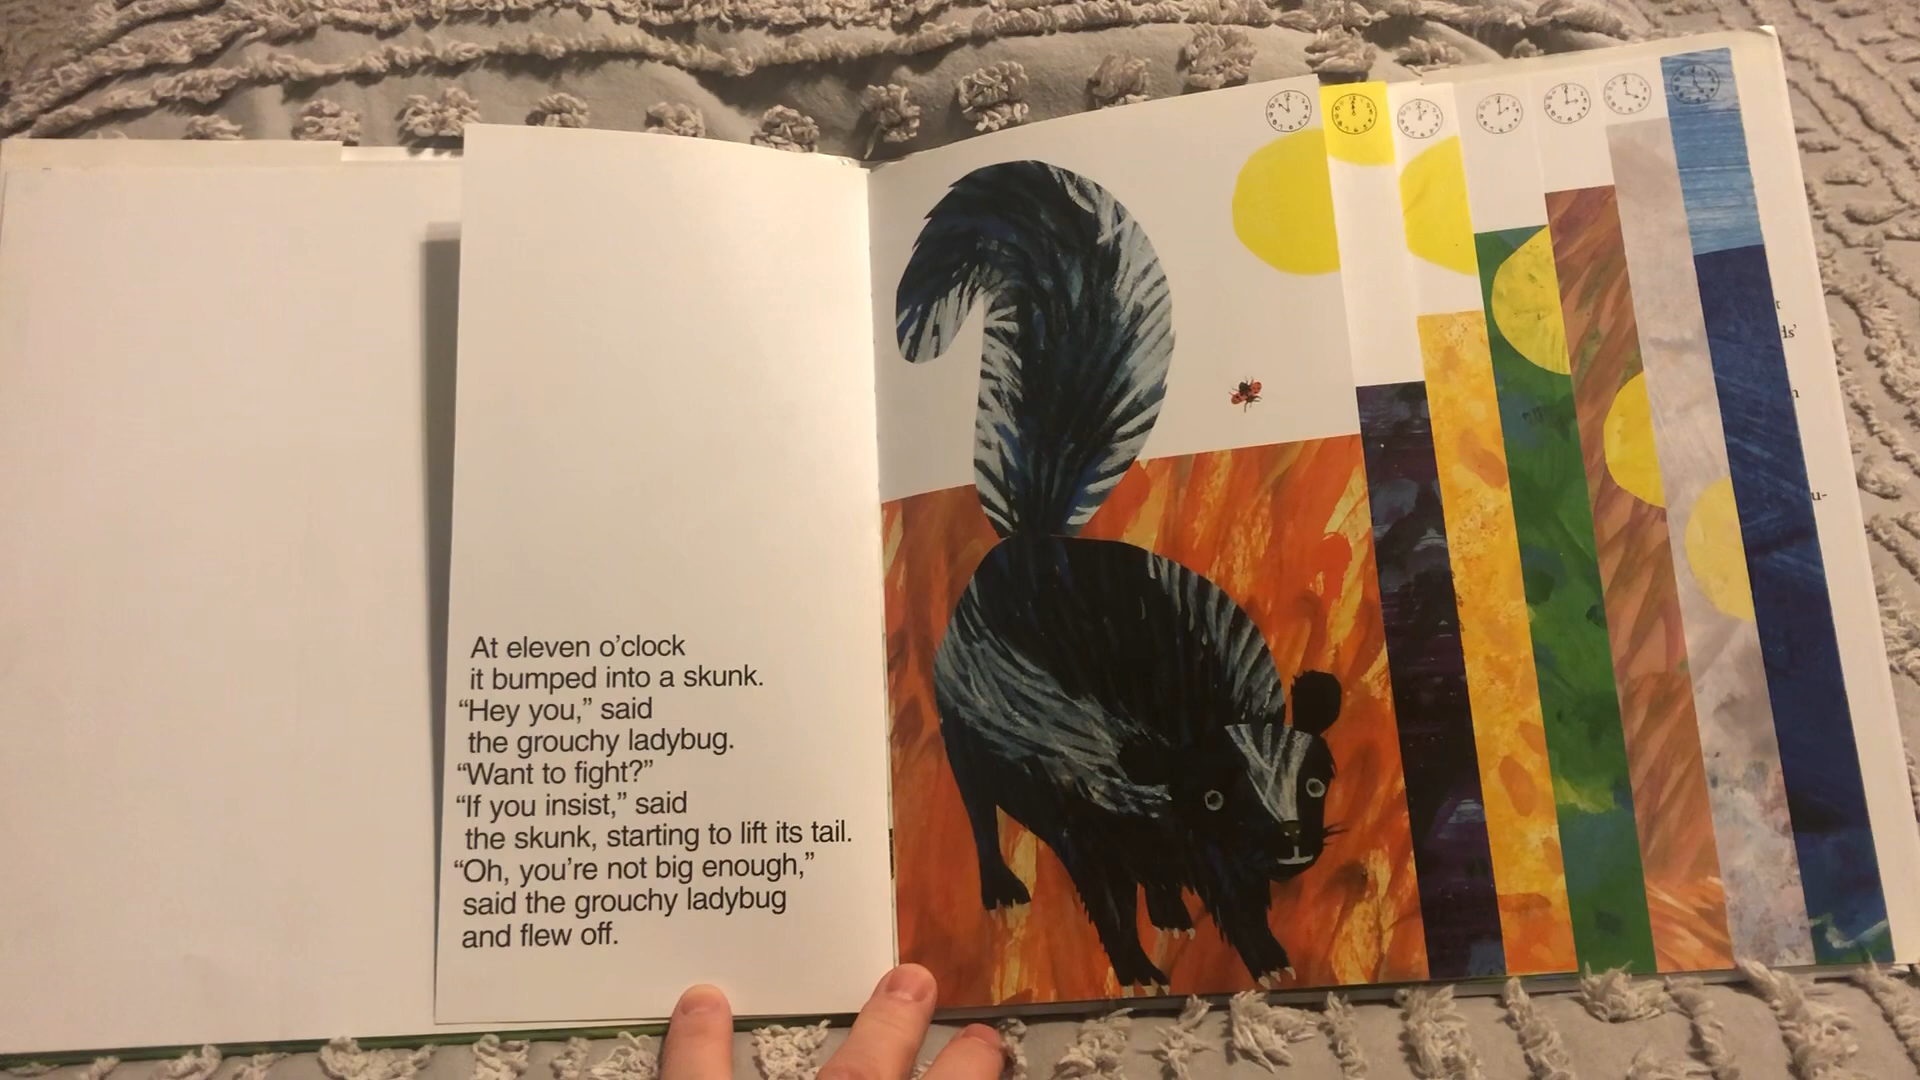 At eleven o’clock
it bumped into a skunk.
“Hey you,” said
the grouchy ladybug.
“Want to fight?”
“If you insist,” said
the skunk, starting to lift its tail.
“Oh, you’re not big enough,”
said the grouchy ladybug
and flew off.